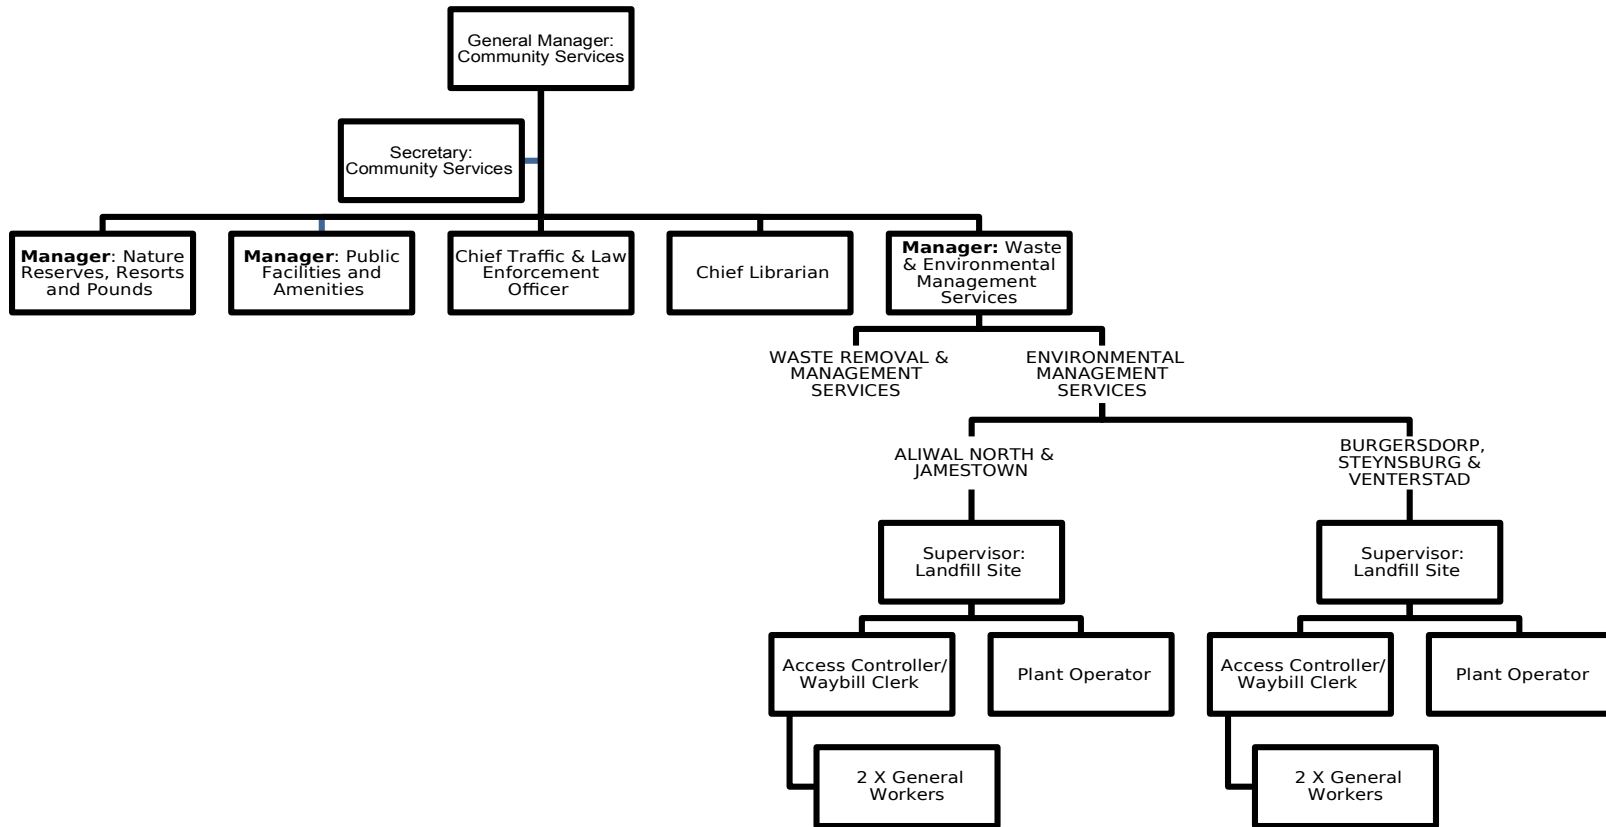 General Manager:
Community Services
Secretary:
Community Services
Manager: Nature
Reserves, Resorts
and Pounds
Manager: Public
Facilities and
Amenities
Chief Traffic & Law
Enforcement
Officer
Chief Librarian
Manager: Waste
& Environmental
Management
Services
WASTE REMOVAL &
MANAGEMENT
SERVICES
ENVIRONMENTAL
MANAGEMENT
SERVICES
ALIWAL NORTH &
JAMESTOWN
BURGERSDORP,
STEYNSBURG &
VENTERSTAD
Supervisor:
Landfill Site
Supervisor:
Landfill Site
Access Controller/
Waybill Clerk
Plant Operator
Access Controller/
Waybill Clerk
Plant Operator
2 X General
Workers
2 X General
Workers